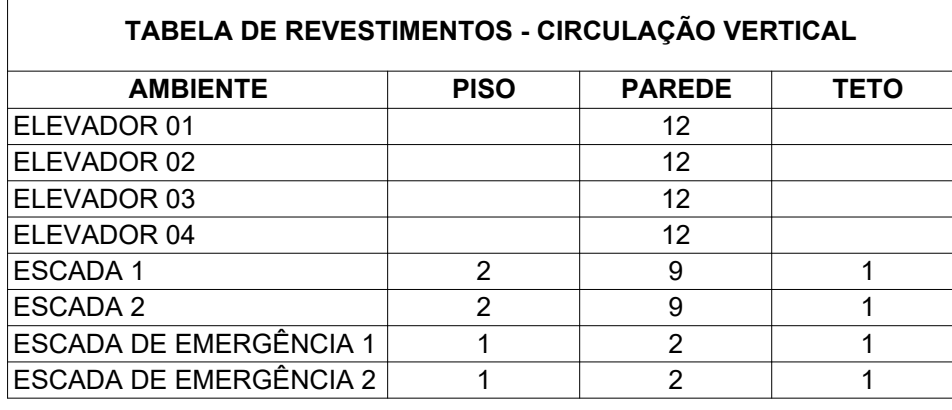 TABELA DE REVESTIMENTOS - CIRCULAÇÃO VERTICAL
AMBIENTE PISO PAREDE TETO
ELEVADOR 01 12
ELEVADOR 02 12
ELEVADOR 03 12
ELEVADOR 04 12
ESCADA 1 2 9 1
ESCADA 2 2 9 1
ESCADA DE EMERGÊNCIA 1 1 2 1
ESCADA DE EMERGÊNCIA 2 1 2 1